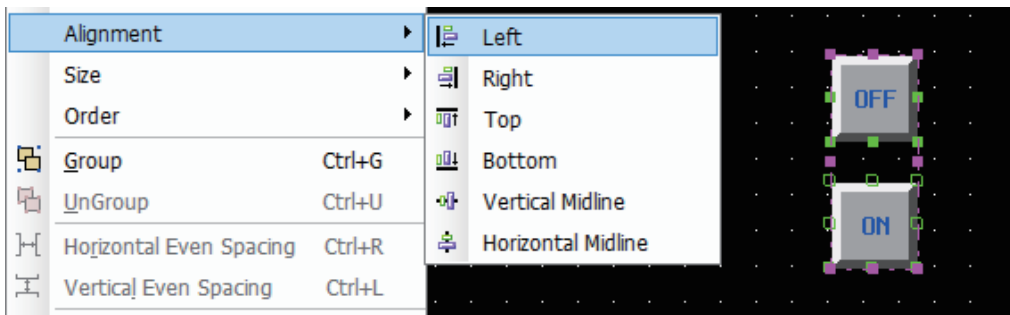 Alignment
Size
Order
Group Ctrl+G
UnGroup Ctrl+U
Horizontal Even Spacing Ctrl+R
Vertical Even Spacing Ctrl+L
Left
Right
Top
Bottom
Vertical Midline
Horizontal Midline
OFF
ON